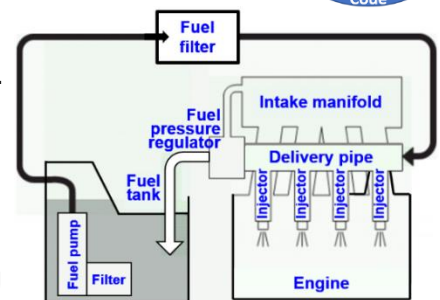 Code
Fuel
filter
Intake manifold
Fuel
pressure
regulator
Delivery pipe
Fuel
tank
Injector
Injector
Injector
Injector
Fuel pump
Filter
Engine